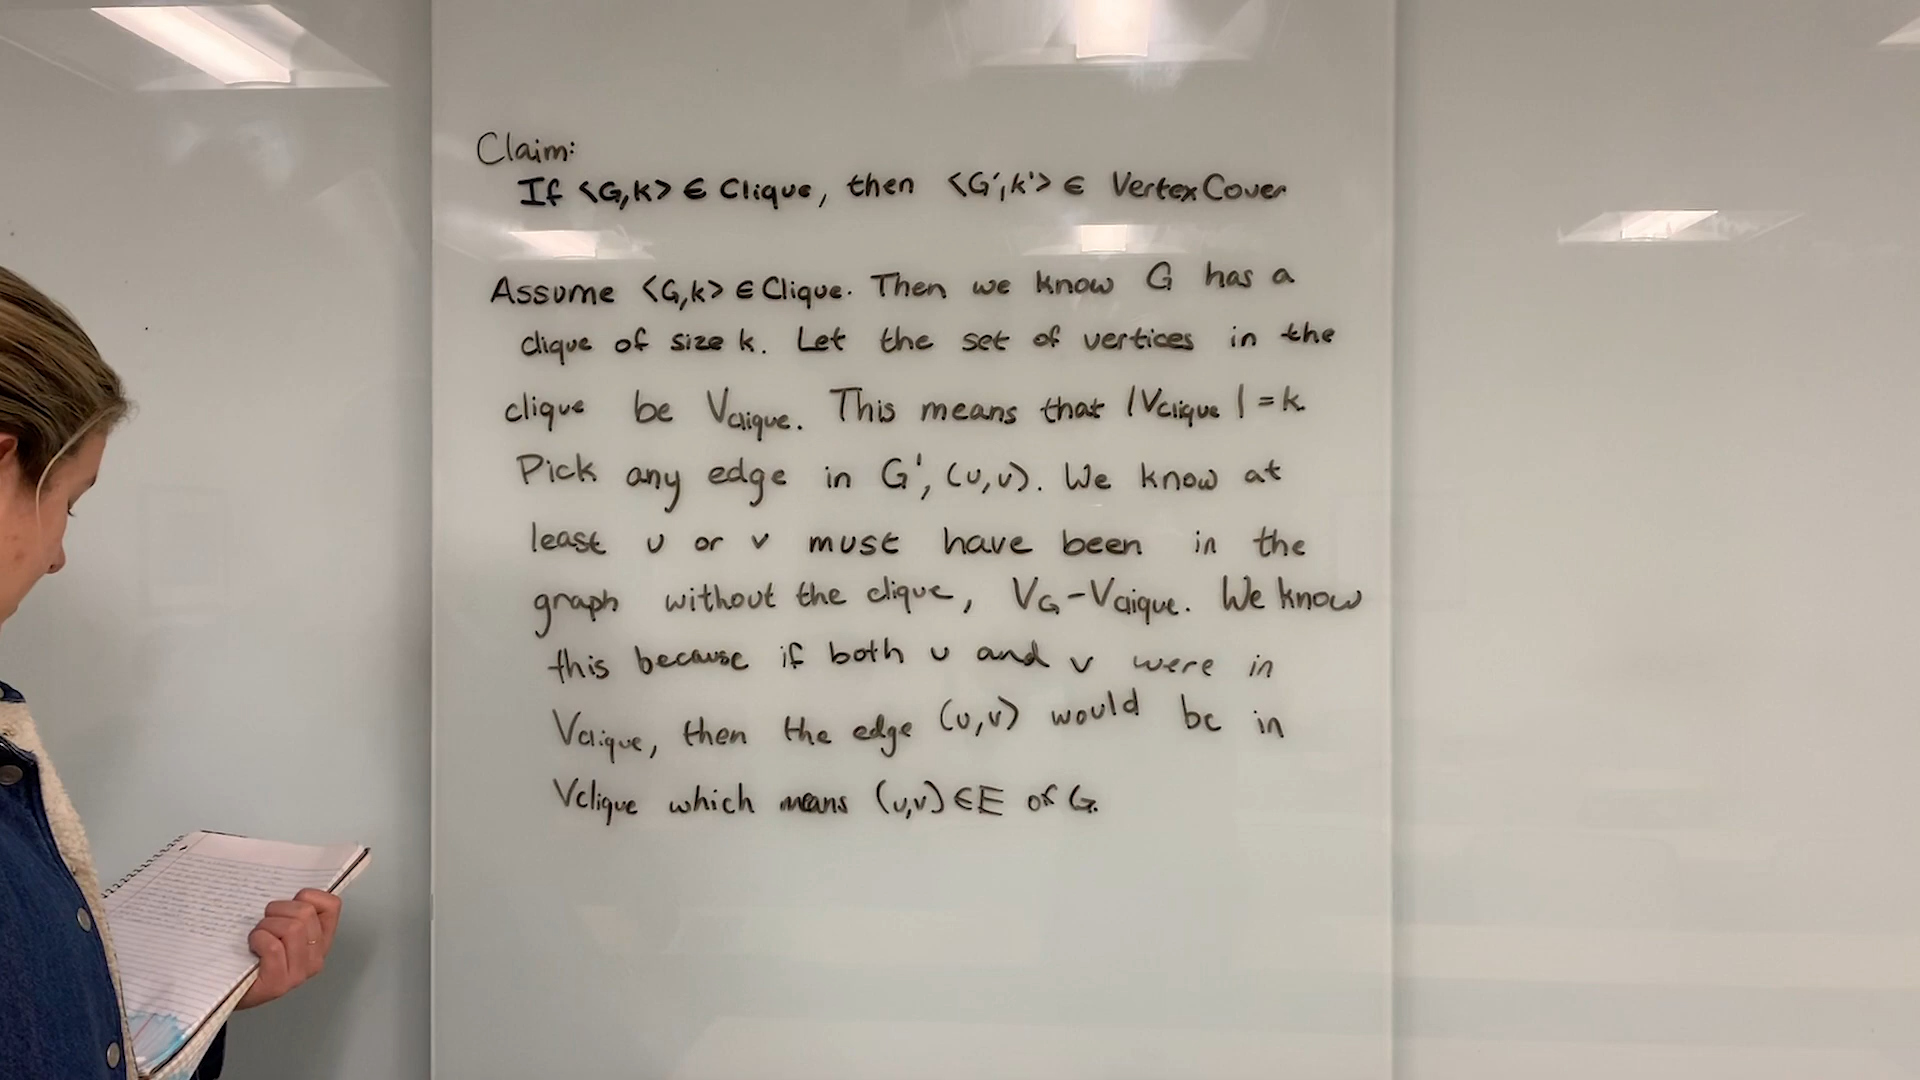 Claim:
If <G,k> ∈ Clique, then <G',k'> ∈ VertexCover
Assume <G,k> ∈ Clique. Then we know G has a
clique of size k. Let the set of vertices in the
clique be Vclique. This means that |Vclique| = k.
Pick any edge in G', (u,v). We know at
least u or v must have been in the
graph without the clique, VG - Vclique. We know
this because if both u and v were in
Vclique, then the edge (u,v) would be in
Vclique which means (u,v) ∈ E of G.